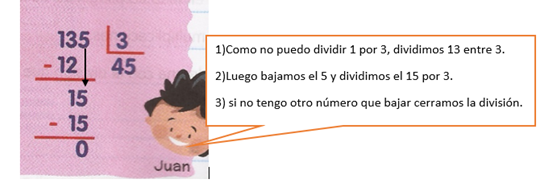 135 3
- 12 45
15
- 15
0
Juan
1)Como no puedo dividir 1 por 3, dividimos 13 entre 3.
2)Luego bajamos el 5 y dividimos el 15 por 3.
3) si no tengo otro número que bajar cerramos la división.